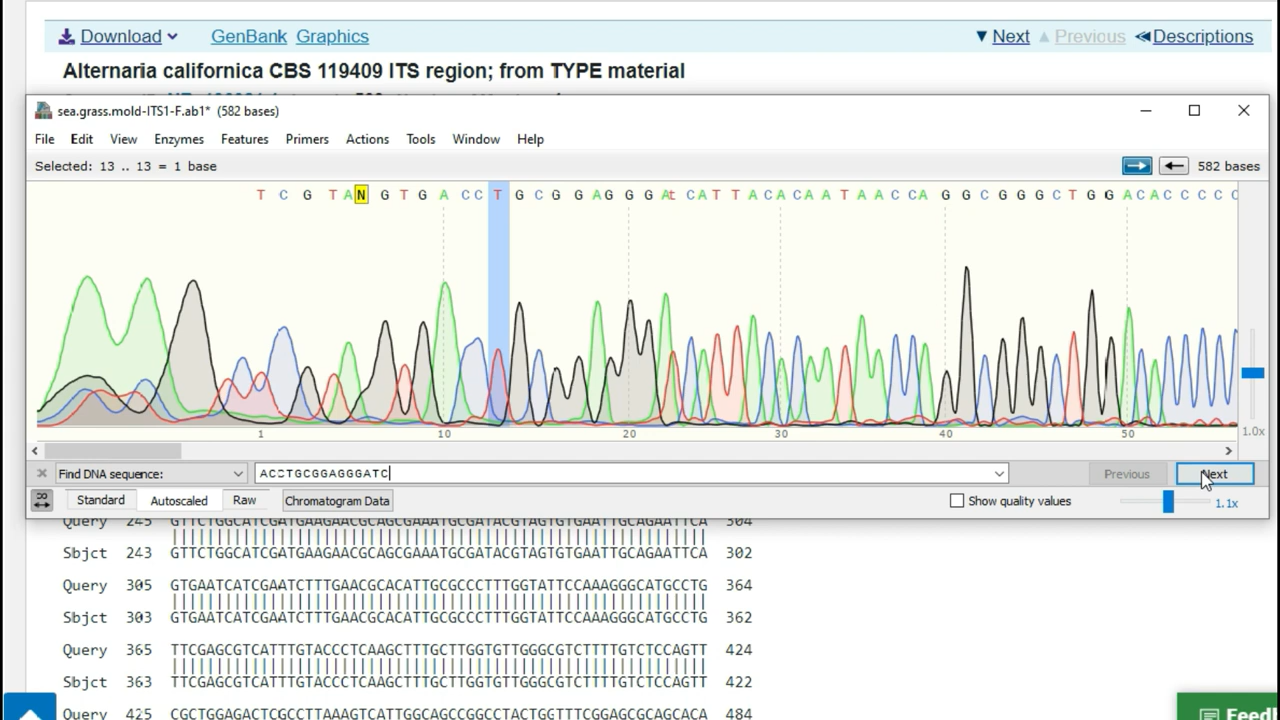 Download GenBank Graphics Next Previous Descriptions
Alternaria californica CBS 119409 ITS region; from TYPE material
sea.grass.mold-ITS1-F.ab1* (582 bases)
File Edit View Enzymes Features Primers Actions Tools Window Help
Selected: 13 .. 13 = 1 base 582 bases
T C G T A N G T G A C C T G C G G A G G G A t C A T T A C A C A A T A A C C A G G C G G G C T G G A C A C C C C C
1 10 20 30 40 50 1.0x
Find DNA sequence: ACCTGCGGAGGGATC Previous Next
Standard Autoscaled Raw Chromatogram Data Show quality values 1.1x
Query 245 GTTCTGGCATCGATGAAGAACGCAGCGAAATGCGATACGTAGTGTGAATTGCAGAATTCA 304
Sbjct 243 GTTCTGGCATCGATGAAGAACGCAGCGAAATGCGATACGTAGTGTGAATTGCAGAATTCA 302
Query 305 GTGAATCATCGAATCTTTGAACGCACATTGCGCCCTTTGGTATTCCAAAGGGCATGCCTG 364
Sbjct 303 GTGAATCATCGAATCTTTGAACGCACATTGCGCCCTTTGGTATTCCAAAGGGCATGCCTG 362
Query 365 TTCGAGCGTCATTTGTACCCTCAAGCTTTGCTTGGTGTTGGGCGTCTTTTGTCTCCAGTT 424
Sbjct 363 TTCGAGCGTCATTTGTACCCTCAAGCTTTGCTTGGTGTTGGGCGTCTTTTGTCTCCAGTT 422
Query 425 CGCTGGAGACTCGCCTTAAAGTCATTGGCAGCCGGCCTACTGGTTTCGGAGCGCAGCACA 484